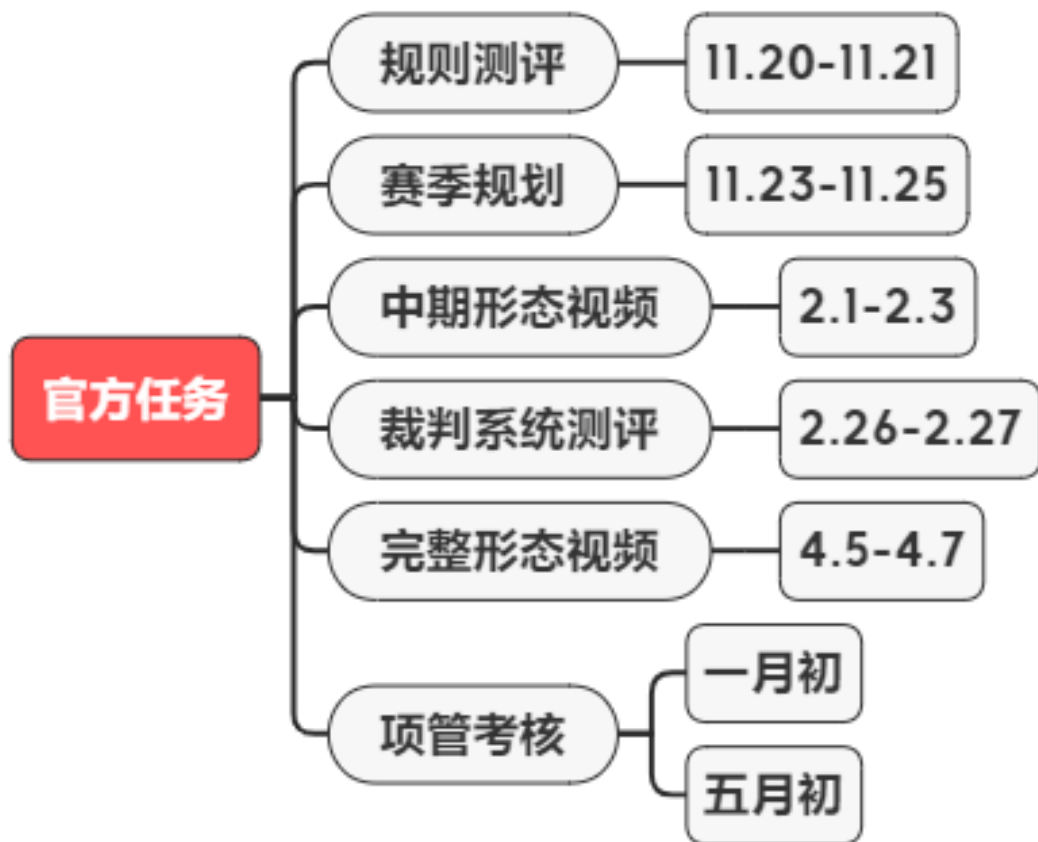 规则测评
11.20-11.21
赛季规划
11.23-11.25
中期形态视频
2.1-2.3
官方任务
裁判系统测评
2.26-2.27
完整形态视频
4.5-4.7
项管考核
一月初
五月初